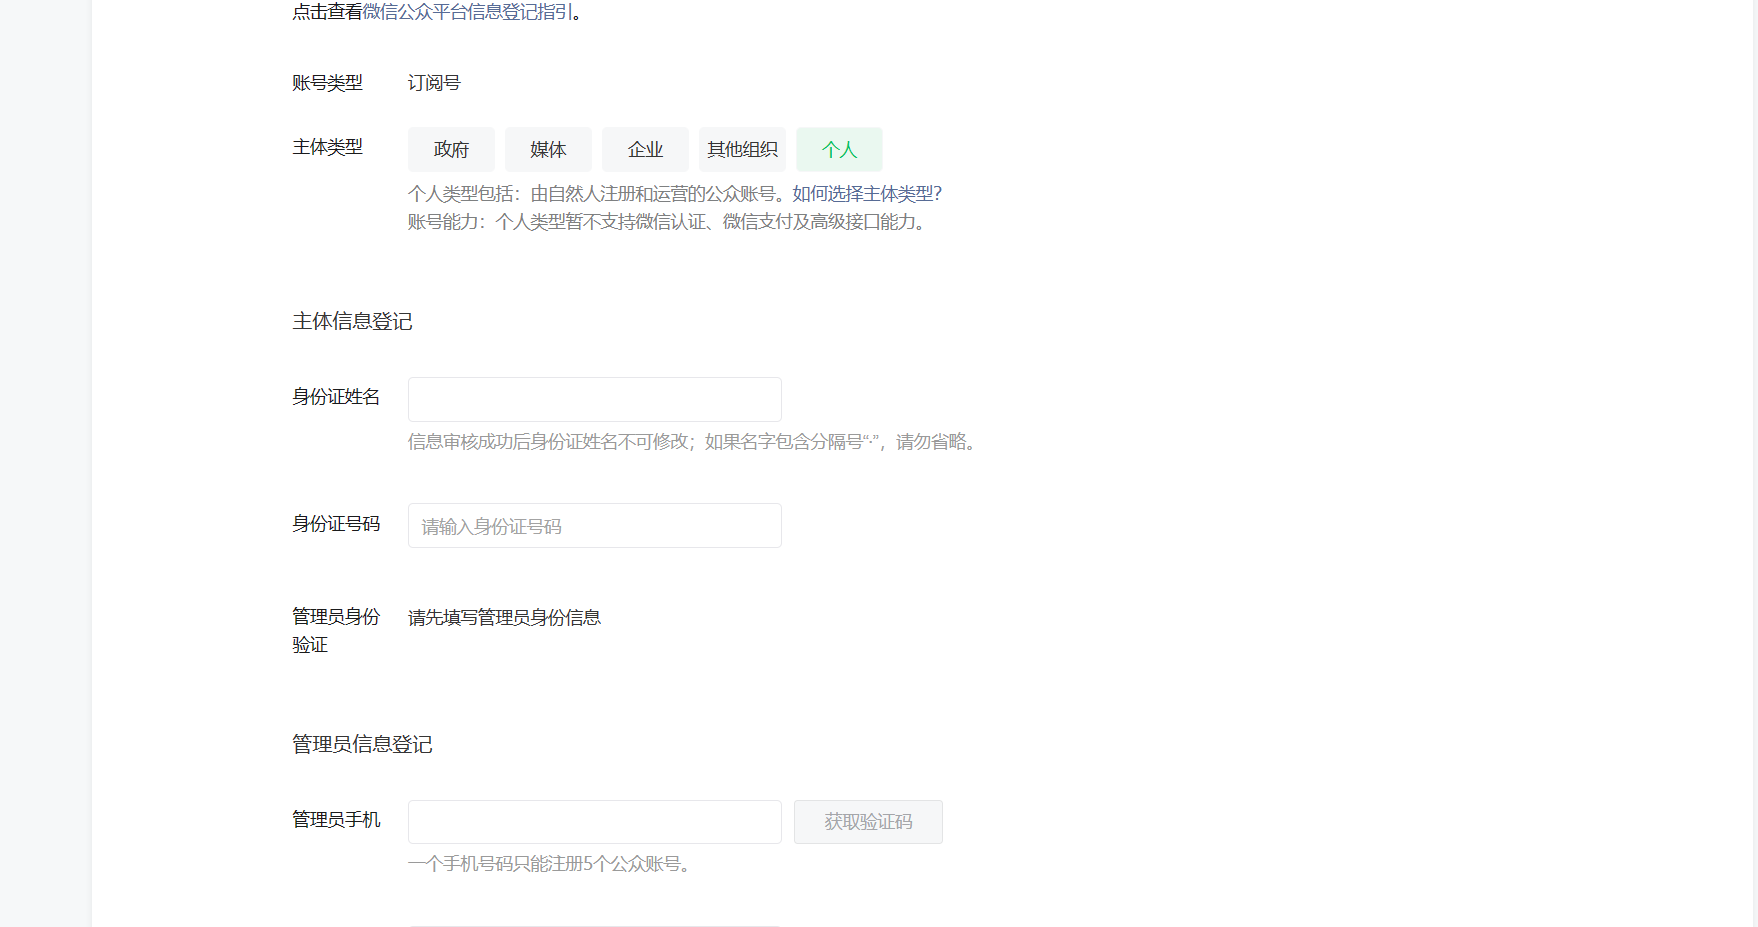 点击查看微信公众平台信息登记指引。
账号类型 订阅号
主体类型 政府 媒体 企业 其他组织 个人
个人类型包括：由自然人注册和运营的公众账号。如何选择主体类型？
账号能力：个人类型暂不支持微信认证、微信支付及高级接口能力。
主体信息登记
身份证姓名
信息审核成功后身份证姓名不可修改；如果名字包含分隔号“·”，请勿省略。
身份证号码 请输入身份证号码
管理员身份 请先填写管理员身份信息
验证
管理员信息登记
管理员手机 获取验证码
一个手机号码只能注册5个公众账号。